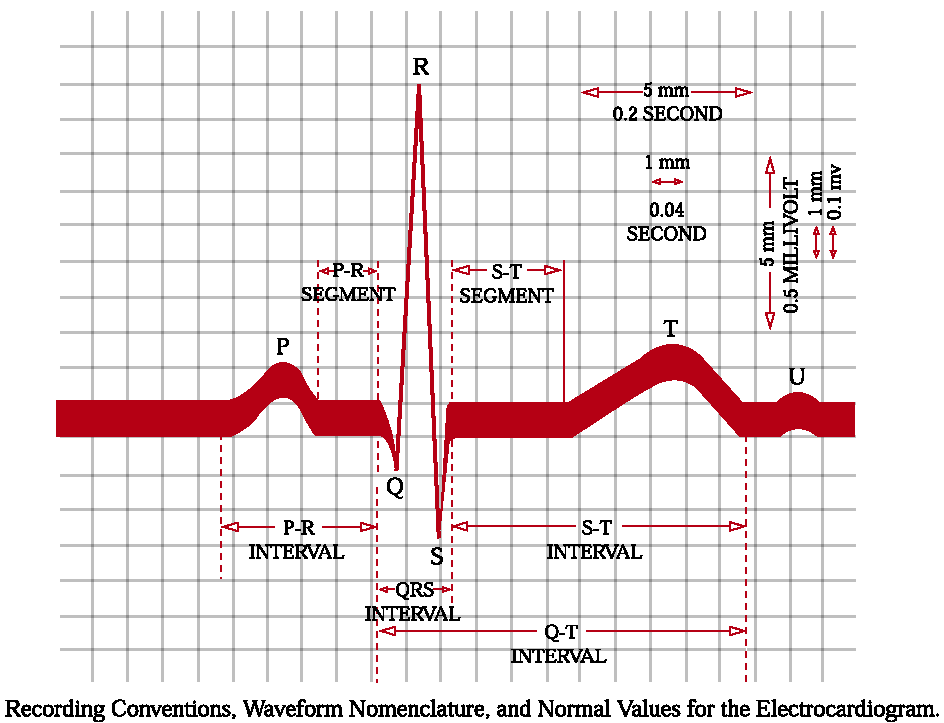 R
5 mm
0.2 SECOND
1 mm
0.04
SECOND
5 mm
0.5 MILLIVOLT
1 mm
0.1 mv
P-R
SEGMENT
S-T
SEGMENT
P
T
U
Q
S
P-R
INTERVAL
S-T
INTERVAL
QRS
INTERVAL
Q-T
INTERVAL
Recording Conventions, Waveform Nomenclature, and Normal Values for the Electrocardiogram.